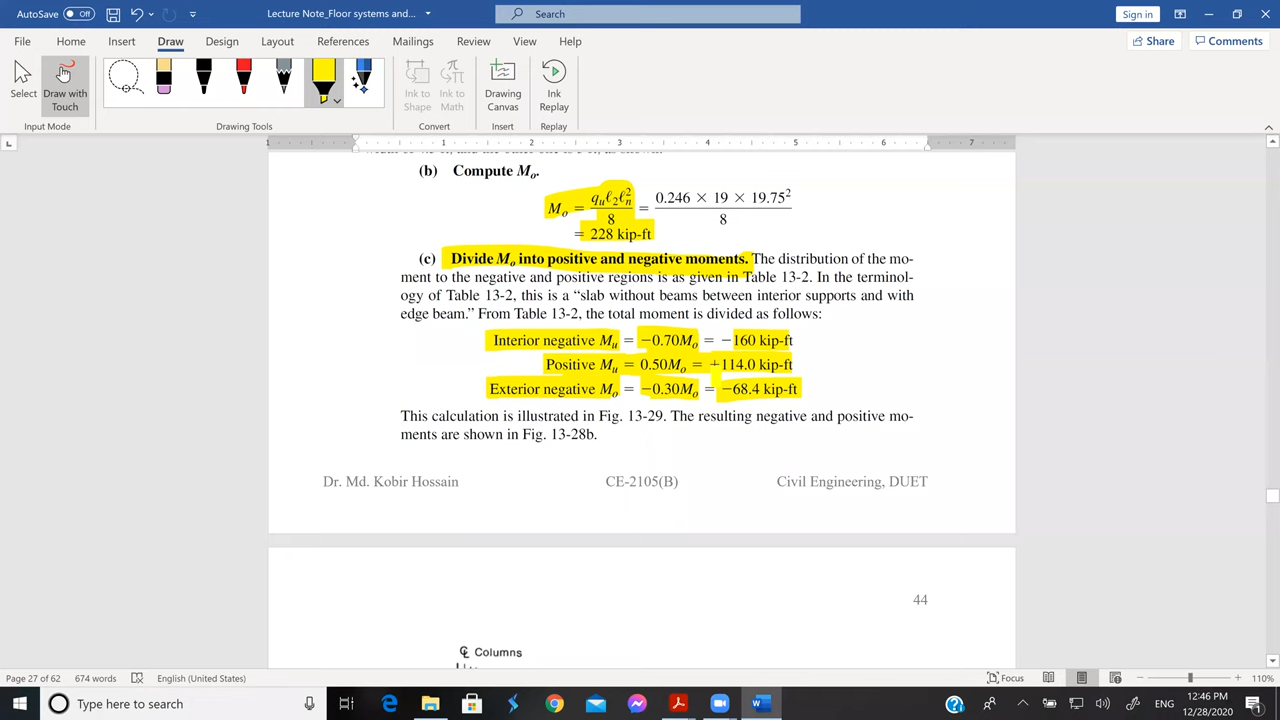 AutoSave Off Lecture Note_Floor systems and... Search Sign in
File Home Insert Draw Design Layout References Mailings Review View Help Share Comments
Select Draw with Touch Ink to Shape Ink to Math Drawing Canvas Ink Replay
Input Mode Drawing Tools Convert Insert Replay
1 1 2 3 4 5 6 7
(b) Compute Mₒ.
Mₒ = qᵤℓ₂ℓₙ²/8 = 0.246 × 19 × 19.75²/8
= 228 kip-ft
(c) Divide Mₒ into positive and negative moments. The distribution of the mo-
ment to the negative and positive regions is as given in Table 13-2. In the terminol-
ogy of Table 13-2, this is a “slab without beams between interior supports and with
edge beam.” From Table 13-2, the total moment is divided as follows:
Interior negative Mᵤ = −0.70Mₒ = −160 kip-ft
Positive Mᵤ = 0.50Mₒ = +114.0 kip-ft
Exterior negative Mₒ = −0.30Mₒ = −68.4 kip-ft
This calculation is illustrated in Fig. 13-29. The resulting negative and positive mo-
ments are shown in Fig. 13-28b.
Dr. Md. Kobir Hossain CE-2105(B) Civil Engineering, DUET
44
℄ Columns
Page 27 of 62 674 words English (United States) Focus 110%
Type here to search ENG 12:46 PM
12/28/2020